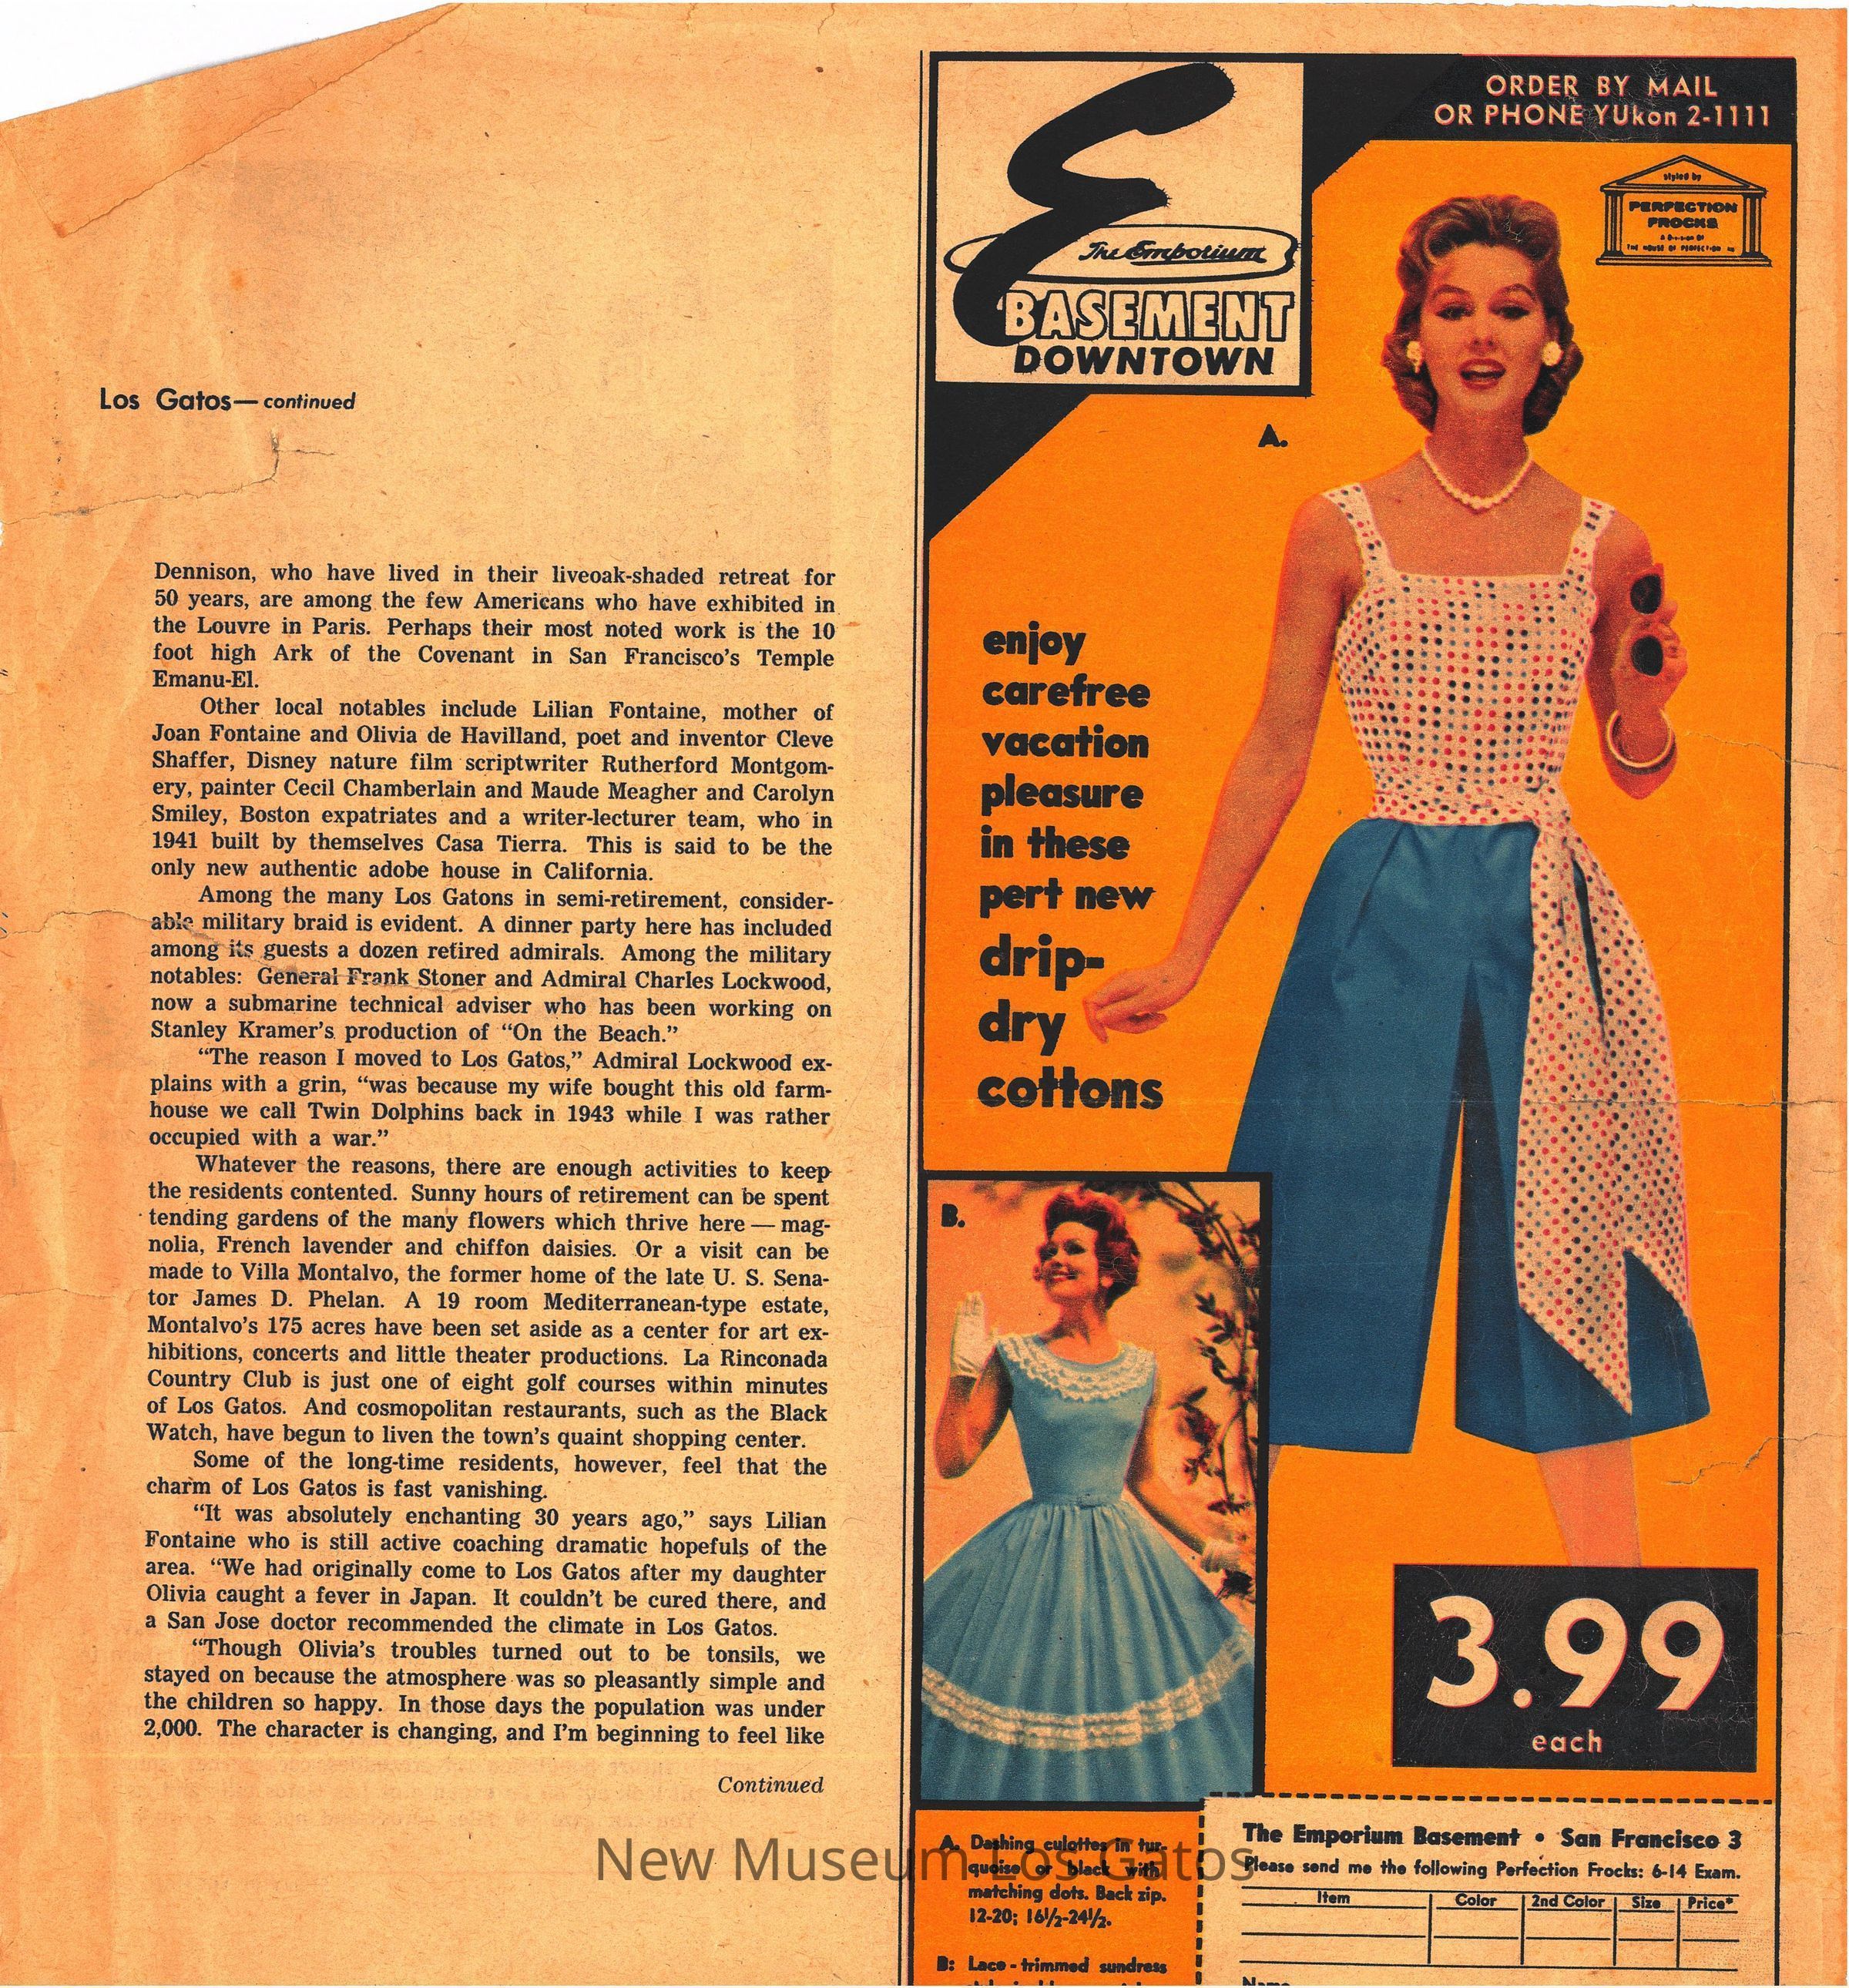 Los Gatos—continued
Dennison, who have lived in their liveoak-shaded retreat for
50 years, are among the few Americans who have exhibited in
the Louvre in Paris. Perhaps their most noted work is the 10
foot high Ark of the Covenant in San Francisco's Temple
Emanu-El.
Other local notables include Lilian Fontaine, mother of
Joan Fontaine and Olivia de Havilland, poet and inventor Cleve
Shaffer, Disney nature film scriptwriter Rutherford Montgom-
ery, painter Cecil Chamberlain and Maude Meagher and Carolyn
Smiley, Boston expatriates and a writer-lecturer team, who in
1941 built by themselves Casa Tierra. This is said to be the
only new authentic adobe house in California.
Among the many Los Gatons in semi-retirement, consider-
able military braid is evident. A dinner party here has included
among its guests a dozen retired admirals. Among the military
notables: General Frank Stoner and Admiral Charles Lockwood,
now a submarine technical adviser who has been working on
Stanley Kramer's production of "On the Beach."
"The reason I moved to Los Gatos," Admiral Lockwood ex-
plains with a grin, "was because my wife bought this old farm-
house we call Twin Dolphins back in 1943 while I was rather
occupied with a war."
Whatever the reasons, there are enough activities to keep
the residents contented. Sunny hours of retirement can be spent
tending gardens of the many flowers which thrive here — mag-
nolia, French lavender and chiffon daisies. Or a visit can be
made to Villa Montalvo, the former home of the late U. S. Sena-
tor James D. Phelan. A 19 room Mediterranean-type estate,
Montalvo's 175 acres have been set aside as a center for art ex-
hibitions, concerts and little theater productions. La Rinconada
Country Club is just one of eight golf courses within minutes
of Los Gatos. And cosmopolitan restaurants, such as the Black
Watch, have begun to liven the town's quaint shopping center.
Some of the long-time residents, however, feel that the
charm of Los Gatos is fast vanishing.
"It was absolutely enchanting 30 years ago," says Lilian
Fontaine who is still active coaching dramatic hopefuls of the
area. "We had originally come to Los Gatos after my daughter
Olivia caught a fever in Japan. It couldn't be cured there, and
a San Jose doctor recommended the climate in Los Gatos.
"Though Olivia's troubles turned out to be tonsils, we
stayed on because the atmosphere was so pleasantly simple and
the children so happy. In those days the population was under
2,000. The character is changing, and I'm beginning to feel like
Continued
E
The Emporium
BASEMENT
DOWNTOWN
ORDER BY MAIL
OR PHONE YUkon 2-1111
styled by
PERFECTION
FROCKS
A Division OF
THE HOUSE OF PERFECTION
A.
enjoy
carefree
vacation
pleasure
in these
pert new
drip-
dry
cottons
B.
3.99
each
A. Dashing culottes in tur-
quoise or black with
matching dots. Back zip.
12-20; 16½-24½.
B: Lace-trimmed sundress
The Emporium Basement • San Francisco 3
Please send me the following Perfection Frocks: 6-14 Exam.
Item Color 2nd Color Size Price*
Name
New Museum Los Gatos